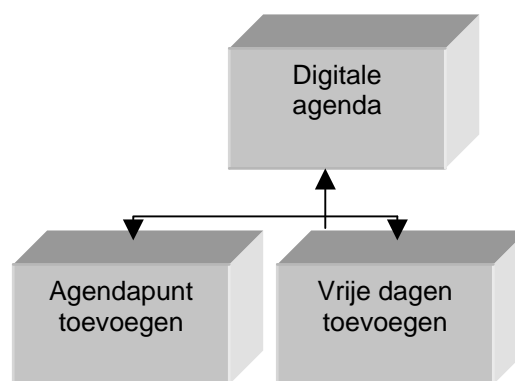 Digitale
agenda
Agendapunt
toevoegen
Vrije dagen
toevoegen